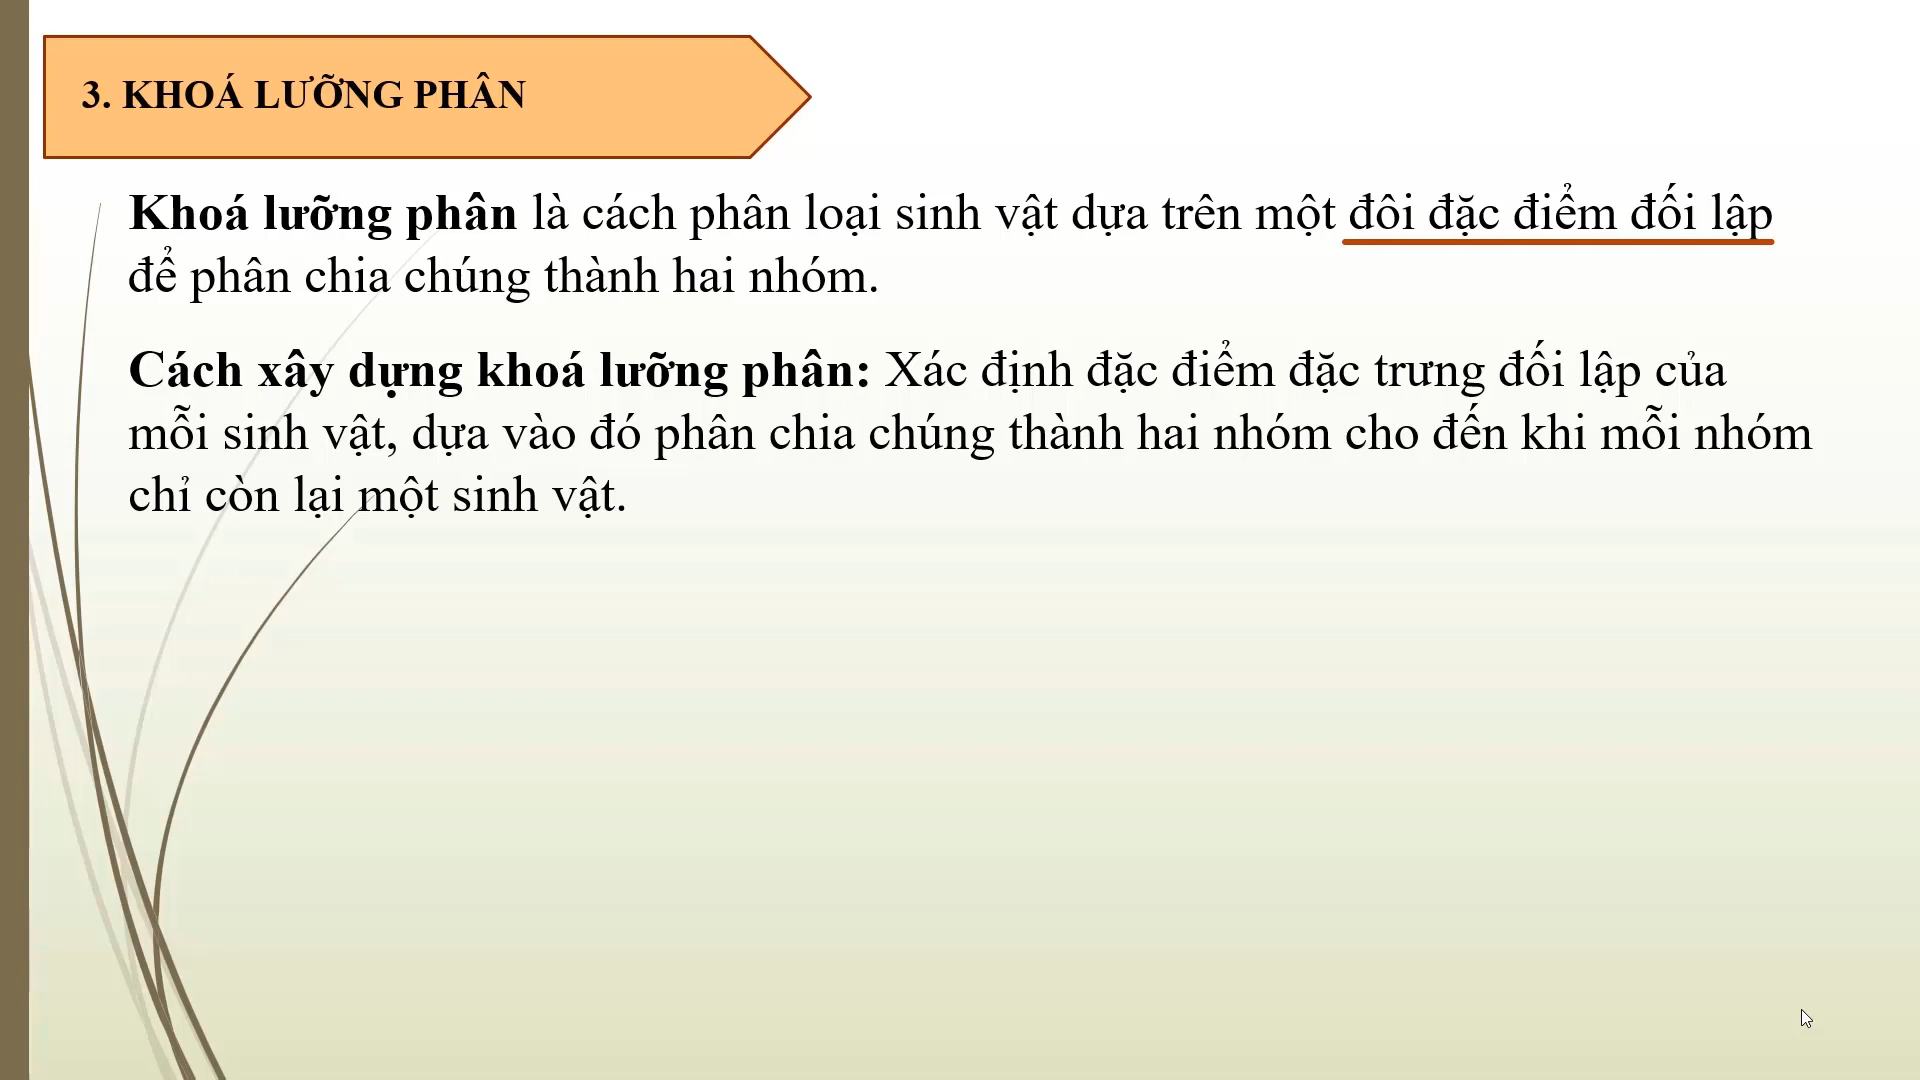 3. KHOÁ LƯỠNG PHÂN
Khoá lưỡng phân là cách phân loại sinh vật dựa trên một đôi đặc điểm đối lập
để phân chia chúng thành hai nhóm.
Cách xây dựng khoá lưỡng phân: Xác định đặc điểm đặc trưng đối lập của
mỗi sinh vật, dựa vào đó phân chia chúng thành hai nhóm cho đến khi mỗi nhóm
chỉ còn lại một sinh vật.